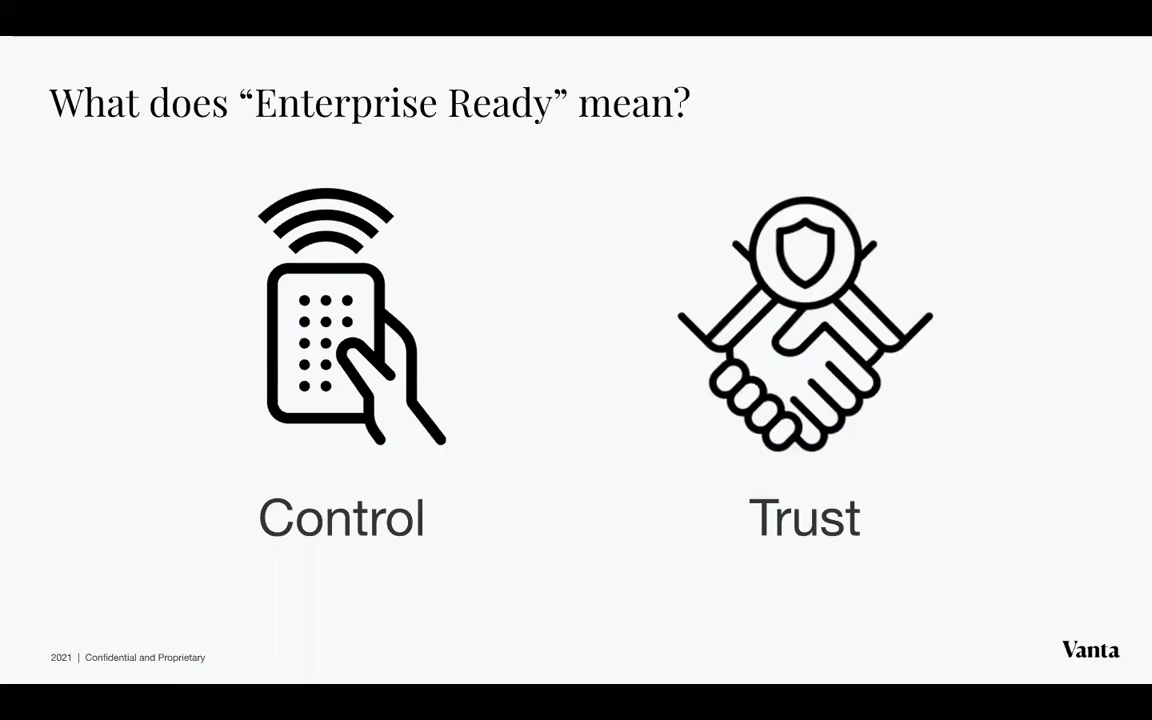 What does “Enterprise Ready” mean?
Control
Trust
2021 | Confidential and Proprietary
Vanta